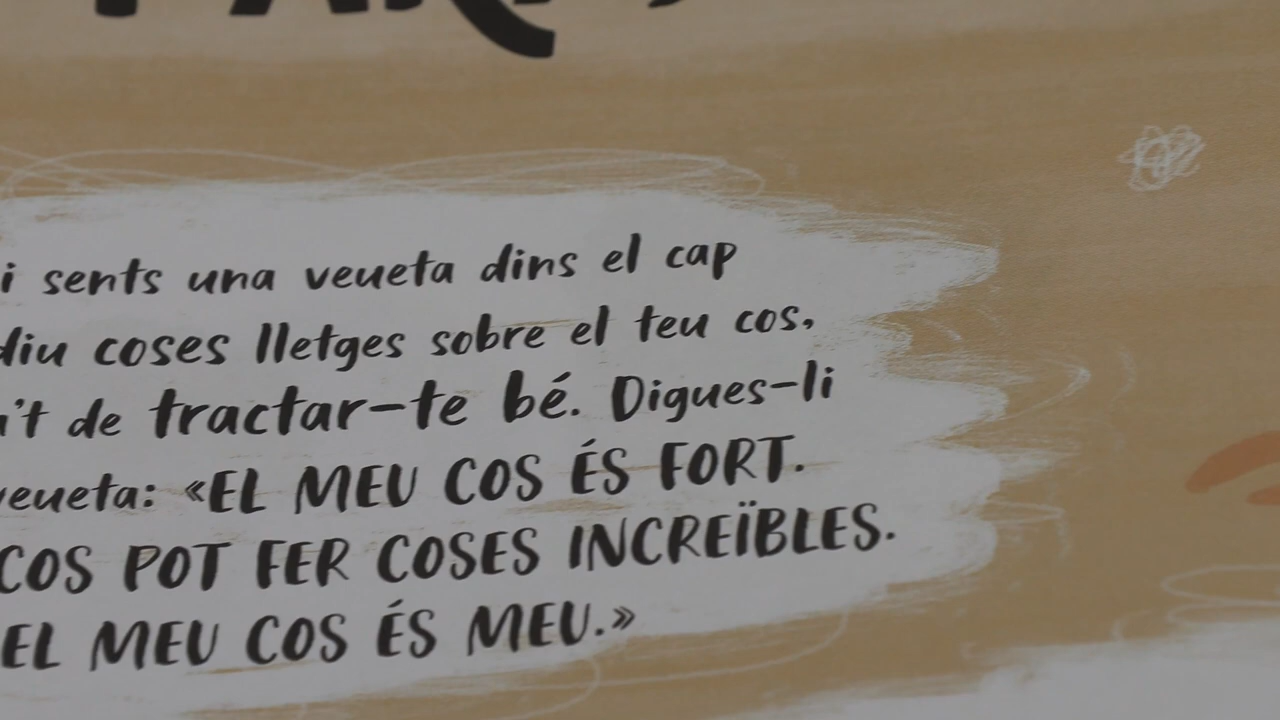 i sents una veueta dins el cap
diu coses lletges sobre el teu cos,
de tractar-te bé. Digues-li
veueta: «EL MEU COS ÉS FORT.
COS POT FER COSES INCREÏBLES.
EL MEU COS ÉS MEU.»